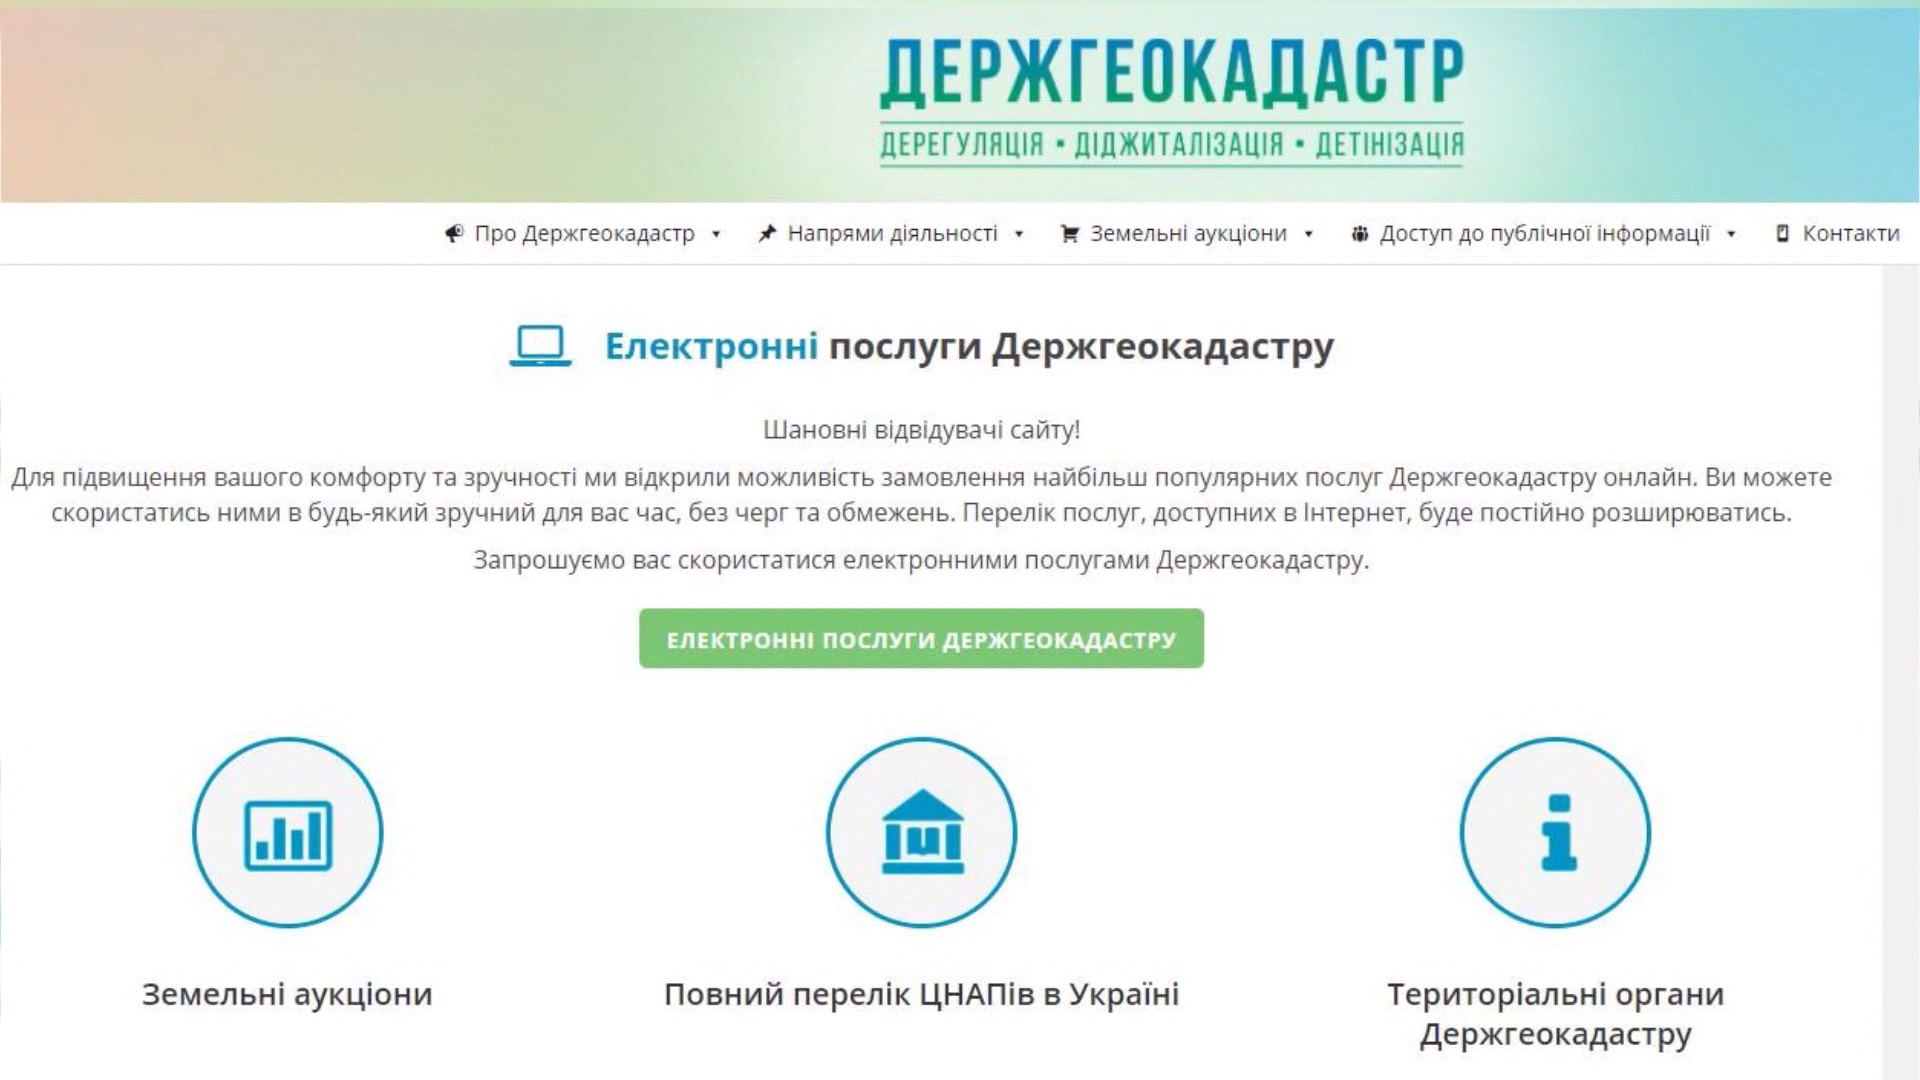 ДЕРЖГЕОКАДАСТР
ДЕРЕГУЛЯЦІЯ ▪ ДІДЖИТАЛІЗАЦІЯ ▪ ДЕТІНІЗАЦІЯ
Про Держгеокадастр Напрями діяльності Земельні аукціони Доступ до публічної інформації Контакти
Електронні послуги Держгеокадастру
Шановні відвідувачі сайту!
Для підвищення вашого комфорту та зручності ми відкрили можливість замовлення найбільш популярних послуг Держгеокадастру онлайн. Ви можете
скористатись ними в будь-який зручний для вас час, без черг та обмежень. Перелік послуг, доступних в Інтернет, буде постійно розширюватись.
Запрошуємо вас скористатися електронними послугами Держгеокадастру.
ЕЛЕКТРОННІ ПОСЛУГИ ДЕРЖГЕОКАДАСТРУ
Земельні аукціони
Повний перелік ЦНАПів в Україні
Територіальні органи
Держгеокадастру